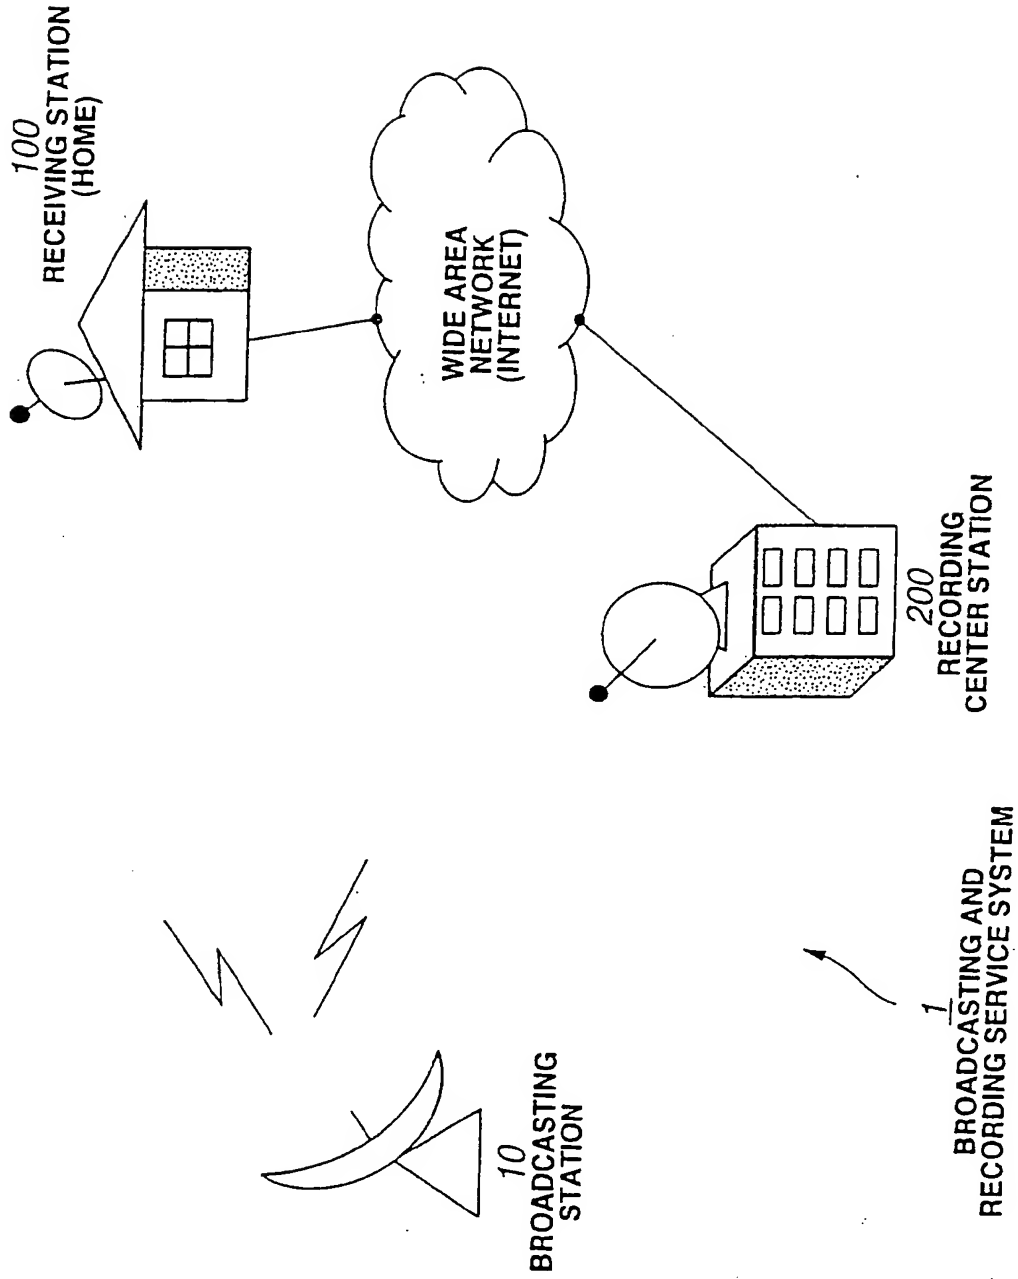 100
RECEIVING STATION
(HOME)
WIDE AREA
NETWORK
(INTERNET)
200
RECORDING
CENTER STATION
10
BROADCASTING
STATION
1
BROADCASTING AND
RECORDING SERVICE SYSTEM